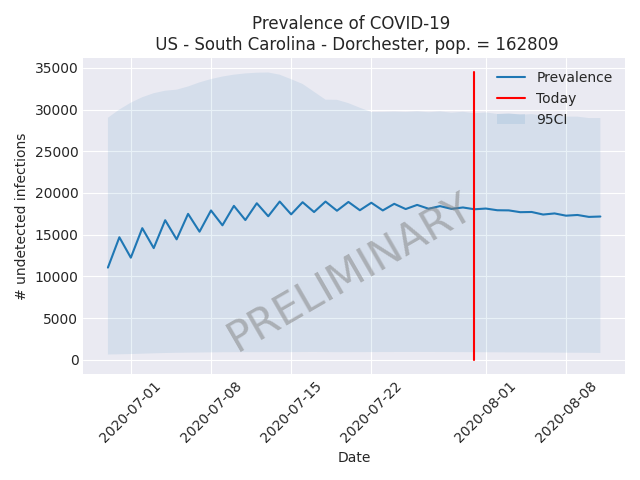 Prevalence of COVID-19
US - South Carolina - Dorchester, pop. = 162809
35000
30000
25000
20000
15000
10000
5000
0
# undetected infections
Prevalence
Today
95CI
PRELIMINARY
2020-07-01
2020-07-08
2020-07-15
2020-07-22
2020-08-01
2020-08-08
Date